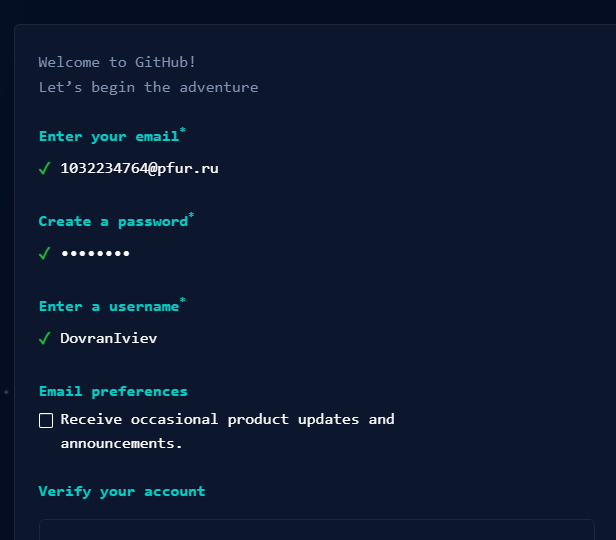 Welcome to GitHub!
Let’s begin the adventure
Enter your email*
✓ 1032234764@pfur.ru
Create a password*
✓ ••••••••
Enter a username*
✓ DovranIviev
Email preferences
Receive occasional product updates and
announcements.
Verify your account